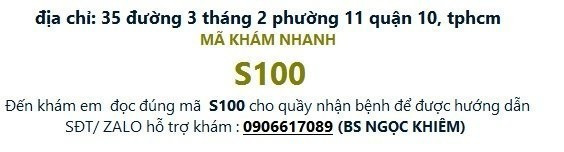 địa chỉ: 35 đường 3 tháng 2 phường 11 quận 10, tphcm
MÃ KHÁM NHANH
S100
Đến khám em đọc đúng mã S100 cho quầy nhận bệnh để được hướng dẫn
SĐT/ ZALO hỗ trợ khám : 0906617089 (BS NGỌC KHIÊM)